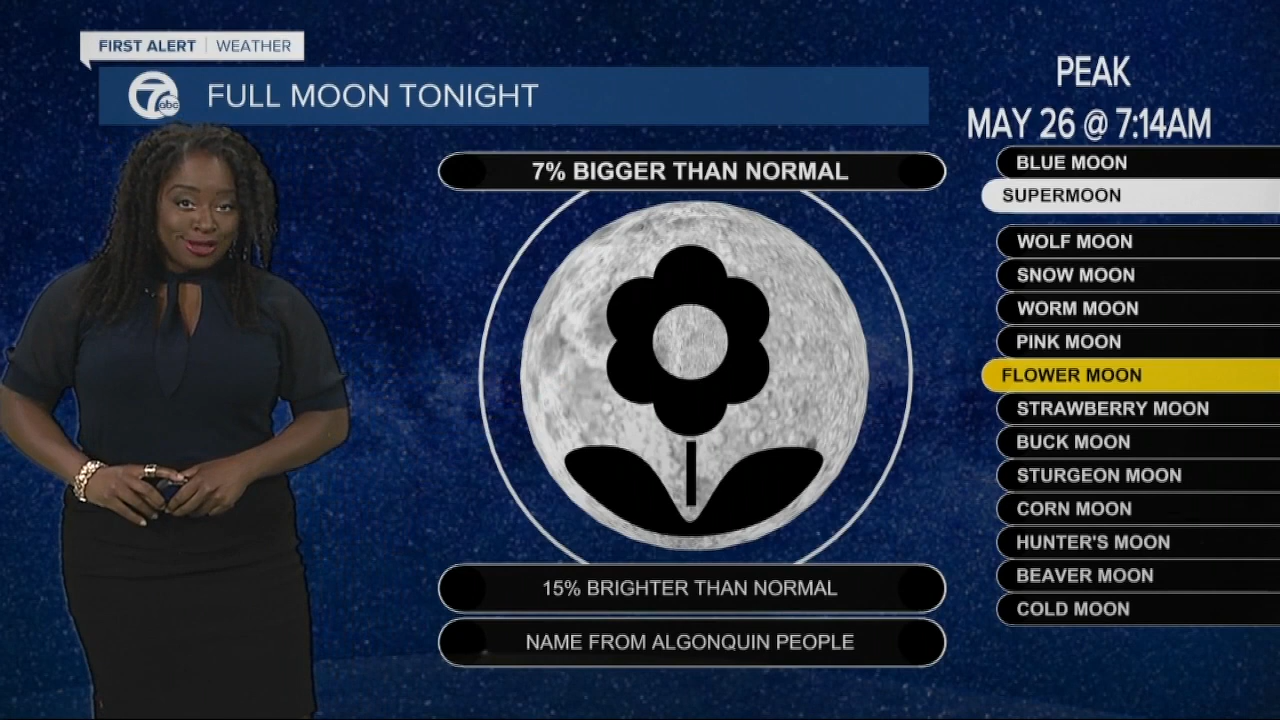 FIRST ALERT | WEATHER
7 abc
FULL MOON TONIGHT
PEAK
MAY 26 @ 7:14AM
7% BIGGER THAN NORMAL
15% BRIGHTER THAN NORMAL
NAME FROM ALGONQUIN PEOPLE
BLUE MOON
SUPERMOON
WOLF MOON
SNOW MOON
WORM MOON
PINK MOON
FLOWER MOON
STRAWBERRY MOON
BUCK MOON
STURGEON MOON
CORN MOON
HUNTER'S MOON
BEAVER MOON
COLD MOON